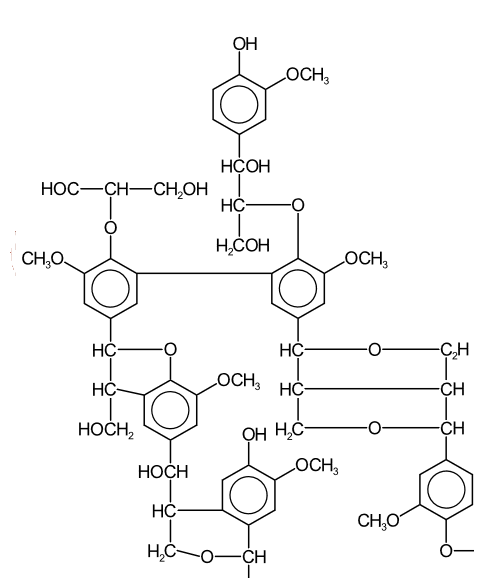 OH
OCH3
HCOH
HOC CH CH2OH
HC O
O
H2COH
CH3O OCH3
HC O HC O C2H
HC OCH3 HC CH
HOCH2 H2C O CH
OH
HOCH OCH3
HC CH3O
H2C O CH O